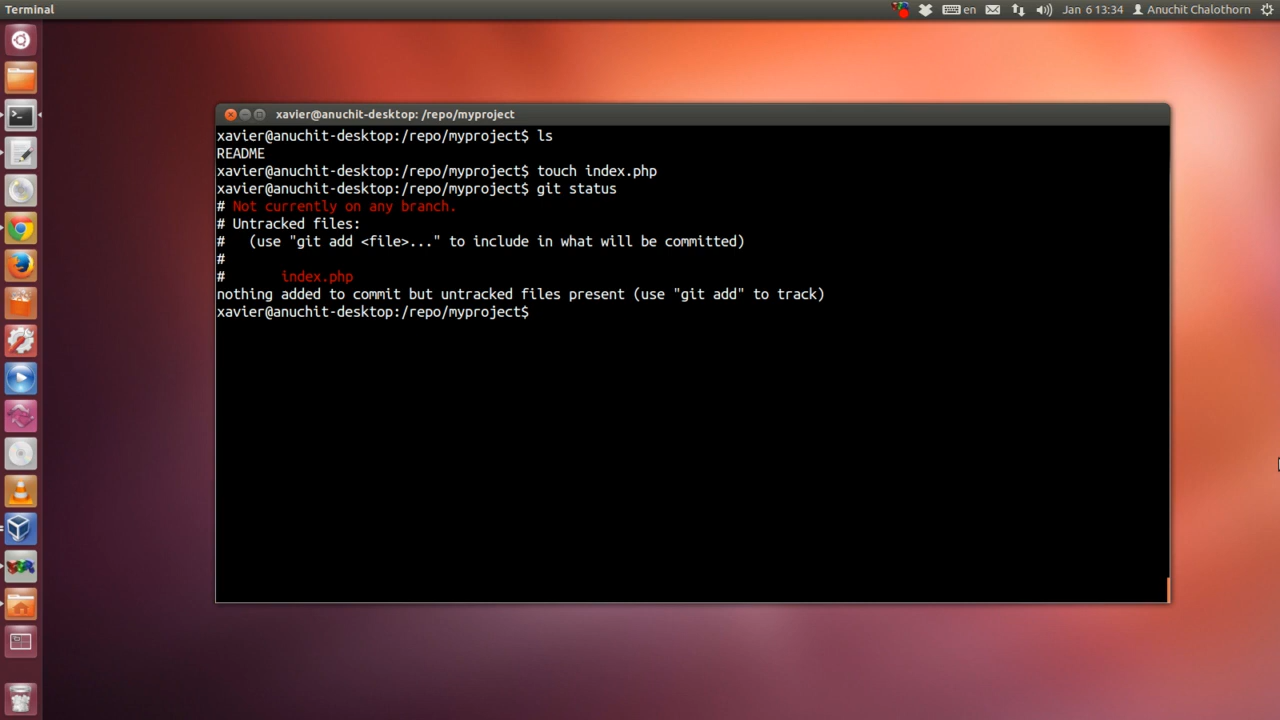 Terminal
en
Jan 6 13:34
Anuchit Chalothorn
xavier@anuchit-desktop: /repo/myproject
xavier@anuchit-desktop:/repo/myproject$ ls
README
xavier@anuchit-desktop:/repo/myproject$ touch index.php
xavier@anuchit-desktop:/repo/myproject$ git status
# Not currently on any branch.
# Untracked files:
#   (use "git add <file>..." to include in what will be committed)
#
#       index.php
nothing added to commit but untracked files present (use "git add" to track)
xavier@anuchit-desktop:/repo/myproject$